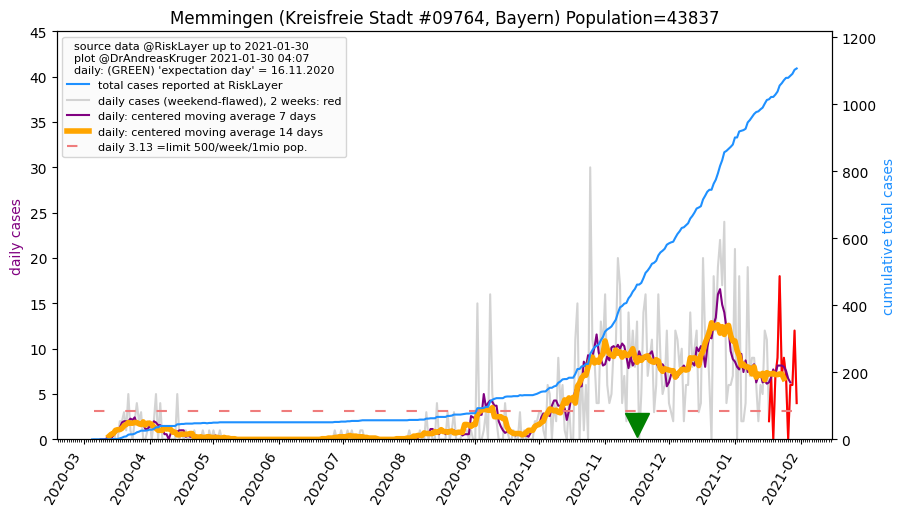 Memmingen (Kreisfreie Stadt #09764, Bayern) Population=43837
source data @RiskLayer up to 2021-01-30
plot @DrAndreasKruger 2021-01-30 04:07
daily: (GREEN) 'expectation day' = 16.11.2020
total cases reported at RiskLayer
daily cases (weekend-flawed), 2 weeks: red
daily: centered moving average 7 days
daily: centered moving average 14 days
daily 3.13 =limit 500/week/1mio pop.
daily cases
45
40
35
30
25
20
15
10
5
0
cumulative total cases
1200
1000
800
600
400
200
0
2020-03
2020-04
2020-05
2020-06
2020-07
2020-08
2020-09
2020-10
2020-11
2020-12
2021-01
2021-02